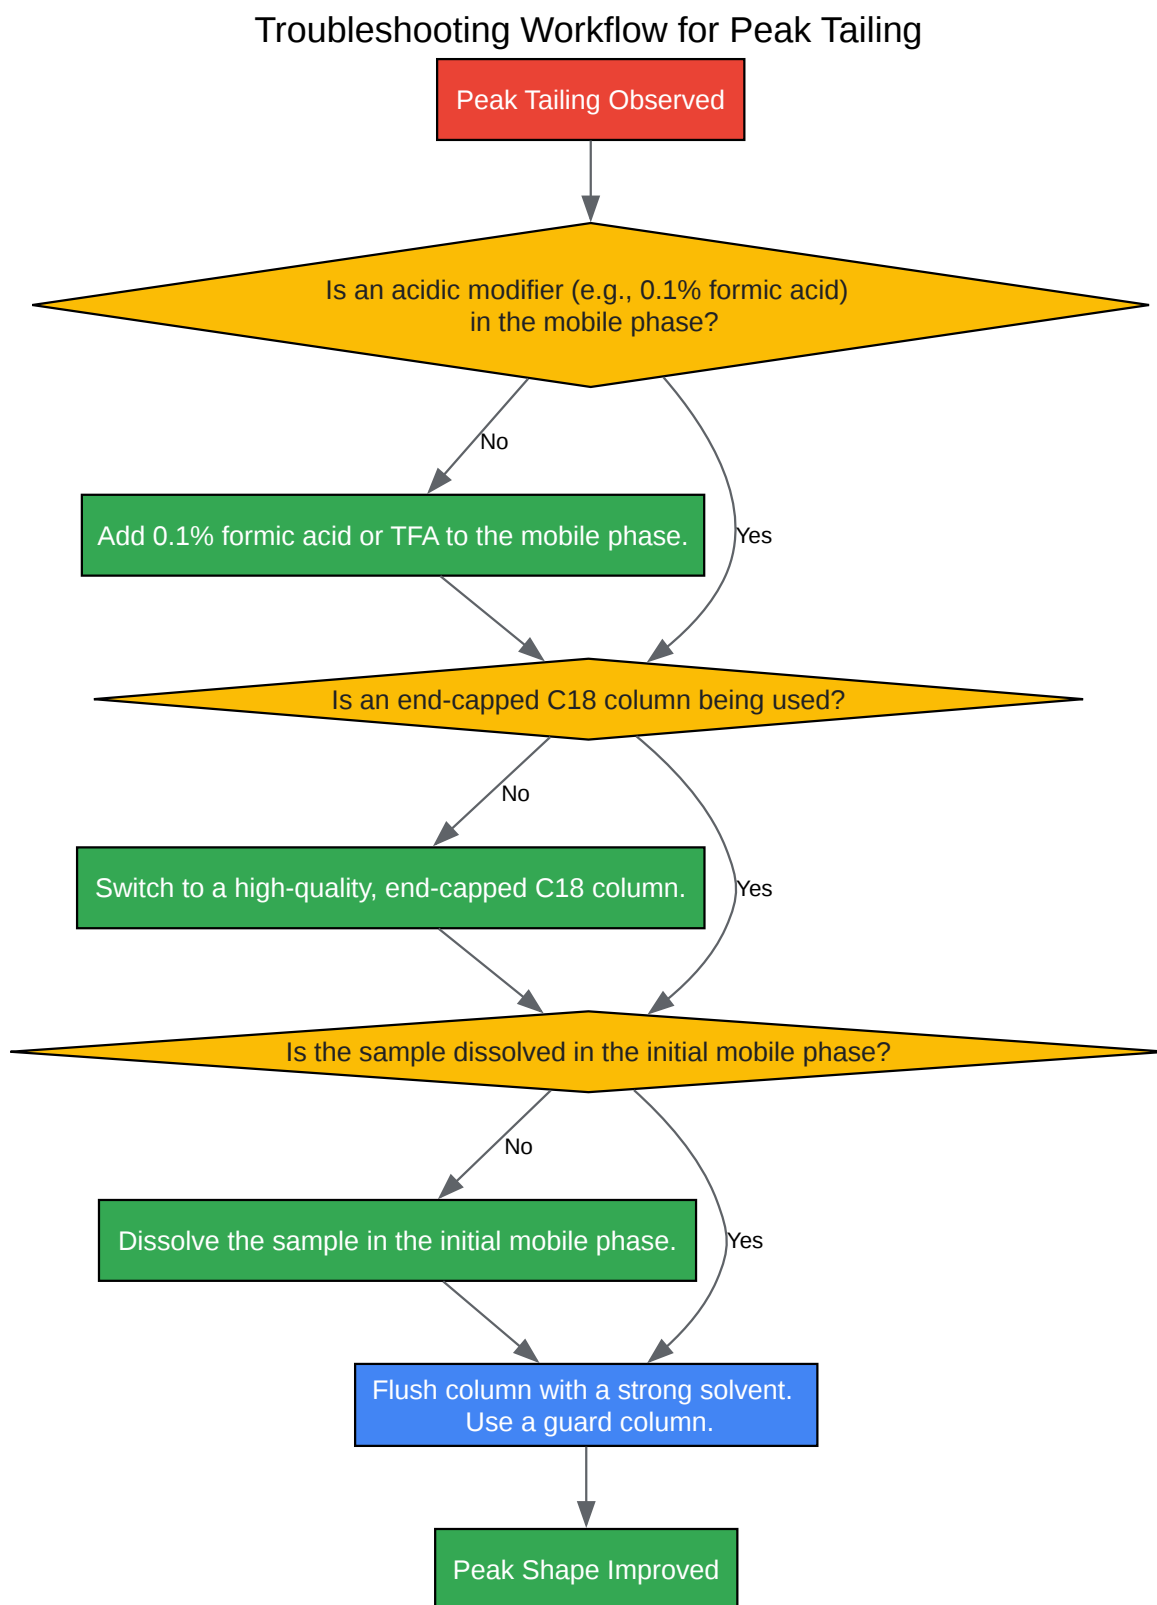 Troubleshooting Workflow for Peak Tailing
Peak Tailing Observed
Is an acidic modifier (e.g., 0.1% formic acid)
in the mobile phase?
No
Add 0.1% formic acid or TFA to the mobile phase.
Yes
Is an end-capped C18 column being used?
No
Switch to a high-quality, end-capped C18 column.
Yes
Is the sample dissolved in the initial mobile phase?
No
Dissolve the sample in the initial mobile phase.
Yes
Flush column with a strong solvent.
Use a guard column.
Peak Shape Improved